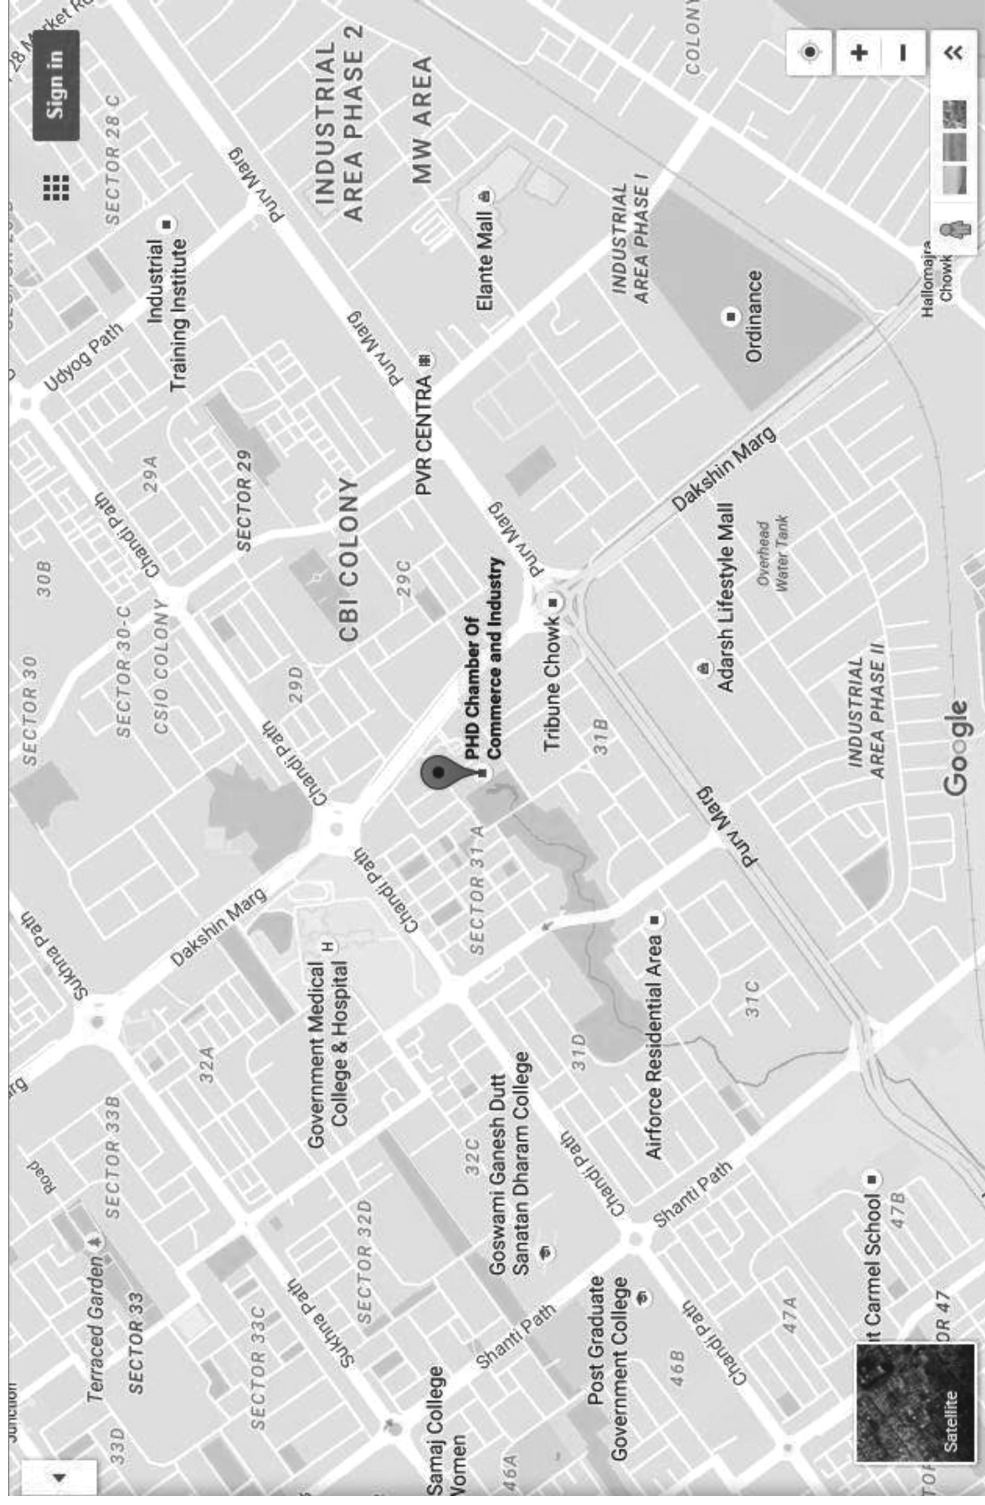 Sign in
SECTOR 28-C
INDUSTRIAL
AREA PHASE 2
MW AREA
COLONY
Purv Marg
Industrial
Training Institute
Udyog Path
Elante Mall
INDUSTRIAL
AREA PHASE I
Hallomajra
Chowk
Ordinance
Purv Marg
PVR CENTRA
29A
Chandi Path
SECTOR 29
30B
CBI COLONY
29C
Purv Marg
Dakshin Marg
Adarsh Lifestyle Mall
Overhead
Water Tank
SECTOR 30
SECTOR 30-C
CSIO COLONY
29D
Chandi Path
PHD Chamber Of
Commerce and Industry
Tribune Chowk
31B
INDUSTRIAL
AREA PHASE II
Google
Purv Marg
Sukhna Path
Dakshin Marg
Chandi Path
SECTOR 31 A
Government Medical
College & Hospital
32A
Airforce Residential Area
31C
31D
SECTOR 33B
Road
32C
Goswami Ganesh Dutt
Sanatan Dharam College
Chandi Path
Shanti Path
Terraced Garden
SECTOR 33
SECTOR 32D
SECTOR 33C
Sukhna Path
Shanti Path
Post Graduate
Government College
Chandi Path
46B
47A
47B
t Carmel School
OR 47
33D
Samaj College
46A
Satellite